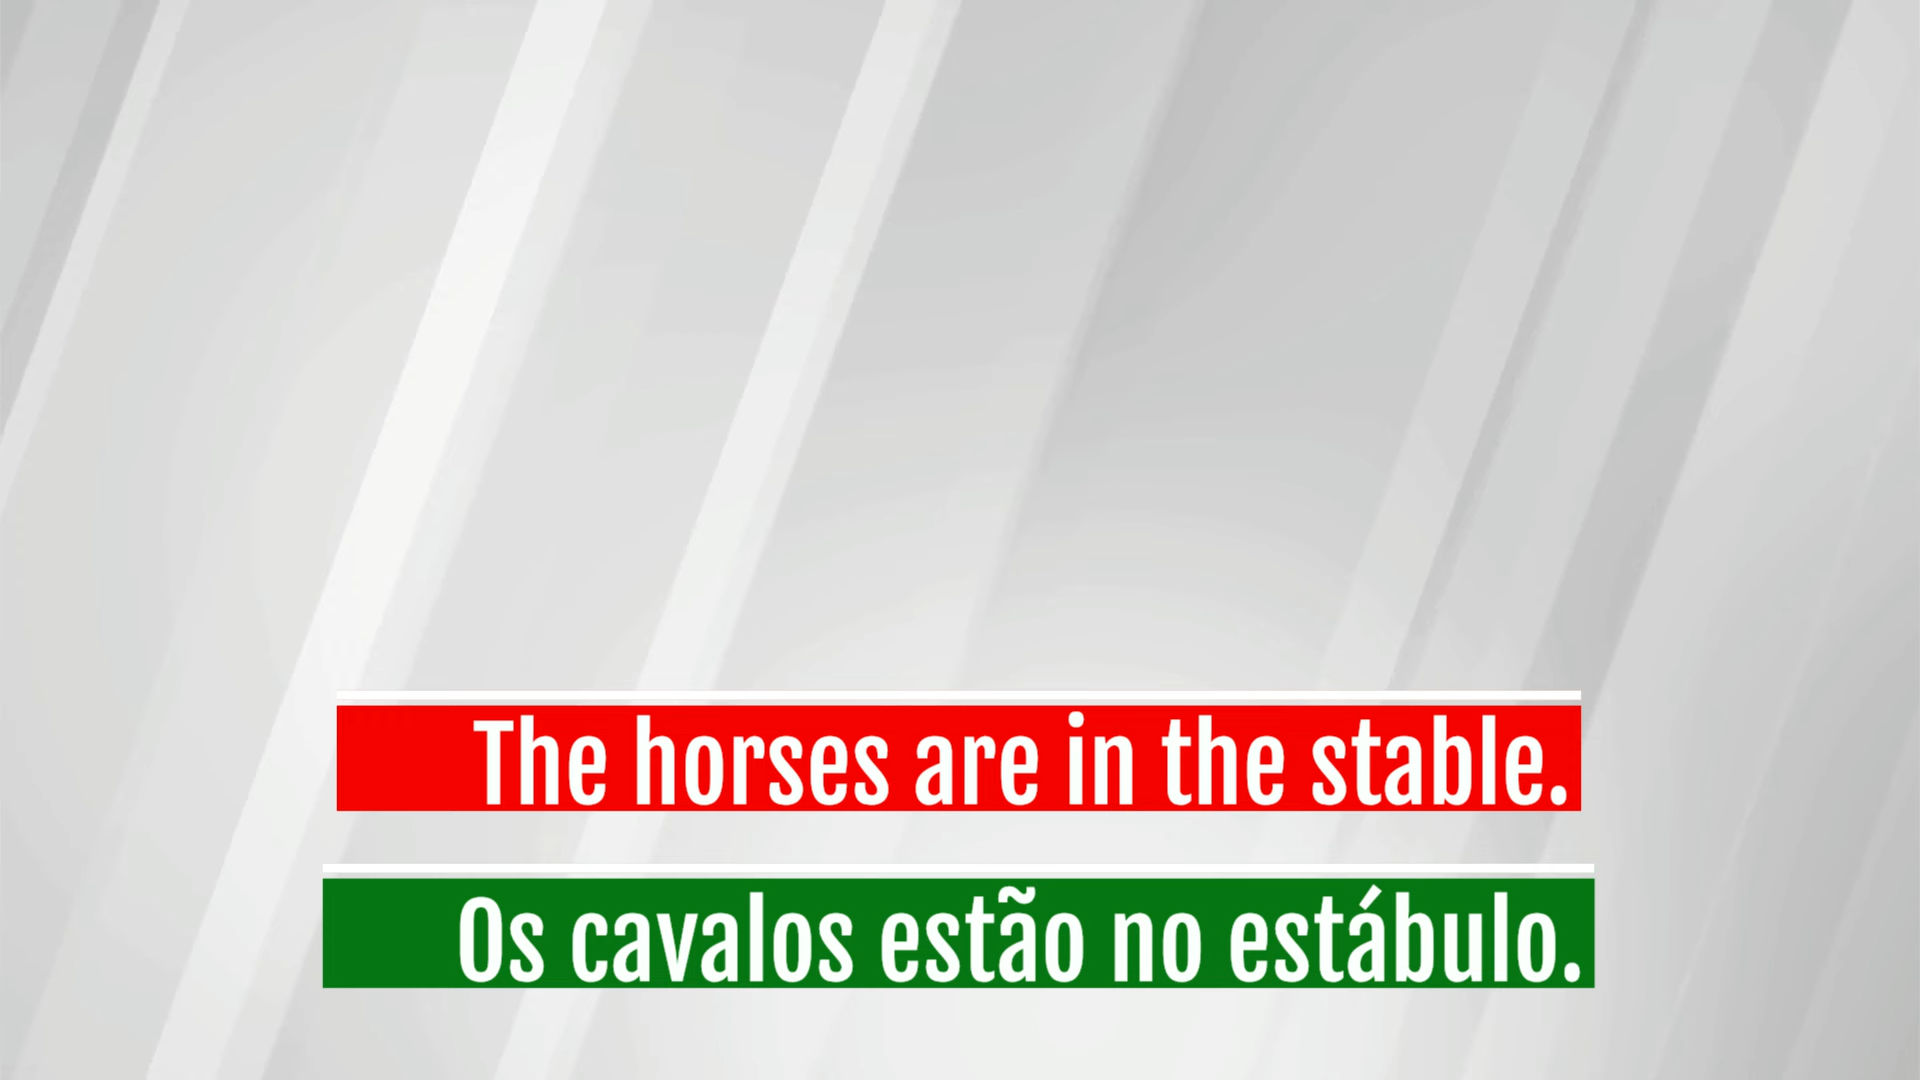 The horses are in the stable.
Os cavalos estão no estábulo.